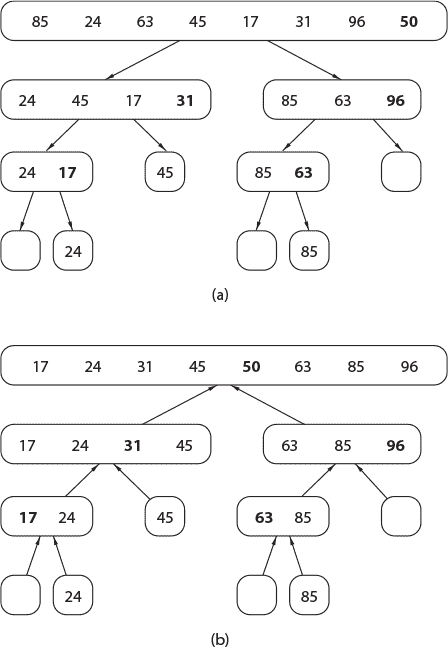 85 24 63 45 17 31 96 50
24 45 17 31 85 63 96
24 17 45 85 63
24 85
(a)
17 24 31 45 50 63 85 96
17 24 31 45 63 85 96
17 24 45 63 85
24 85
(b)